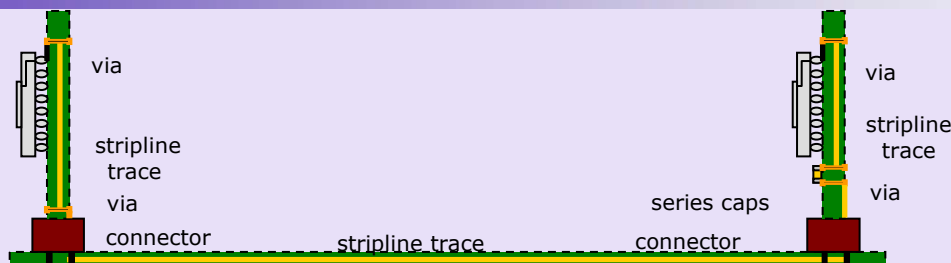 via
stripline
trace
via
connector
stripline trace
series caps
connector
via
stripline
trace
via